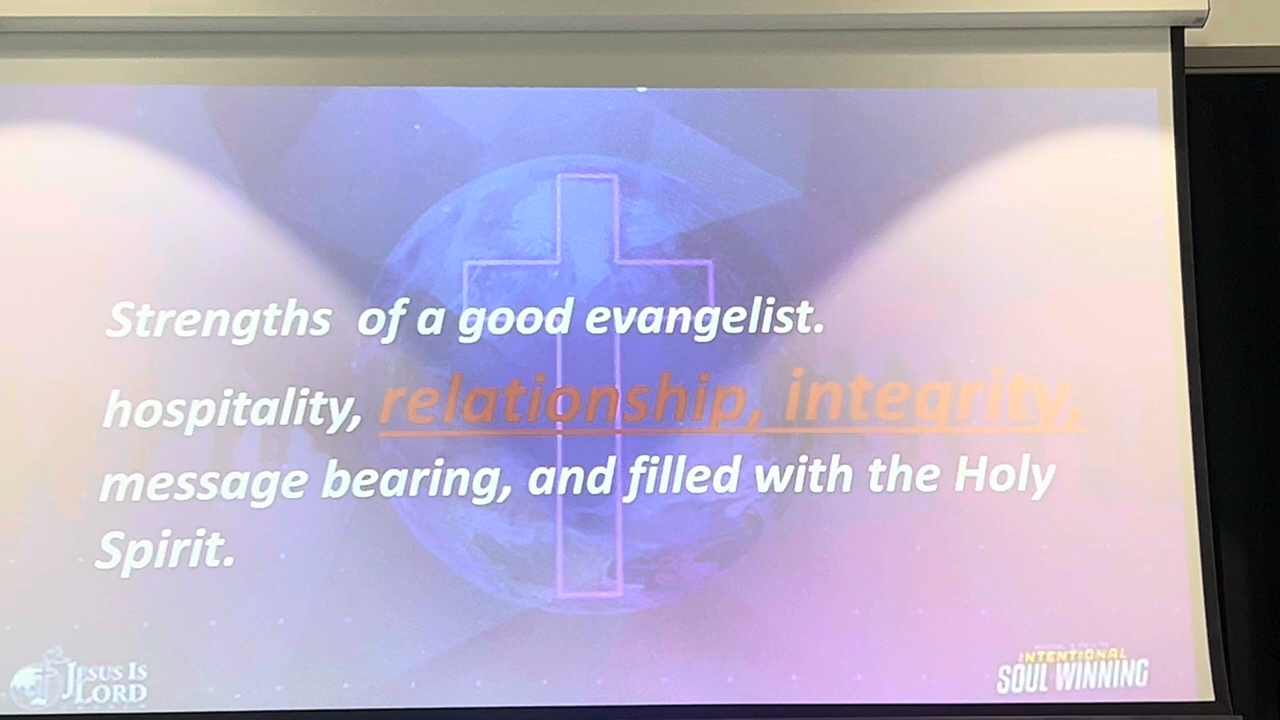 Strengths of a good evangelist.
hospitality, relationship, integrity,
message bearing, and filled with the Holy
Spirit.
JESUS IS
LORD
INTENTIONAL
SOUL WINNING